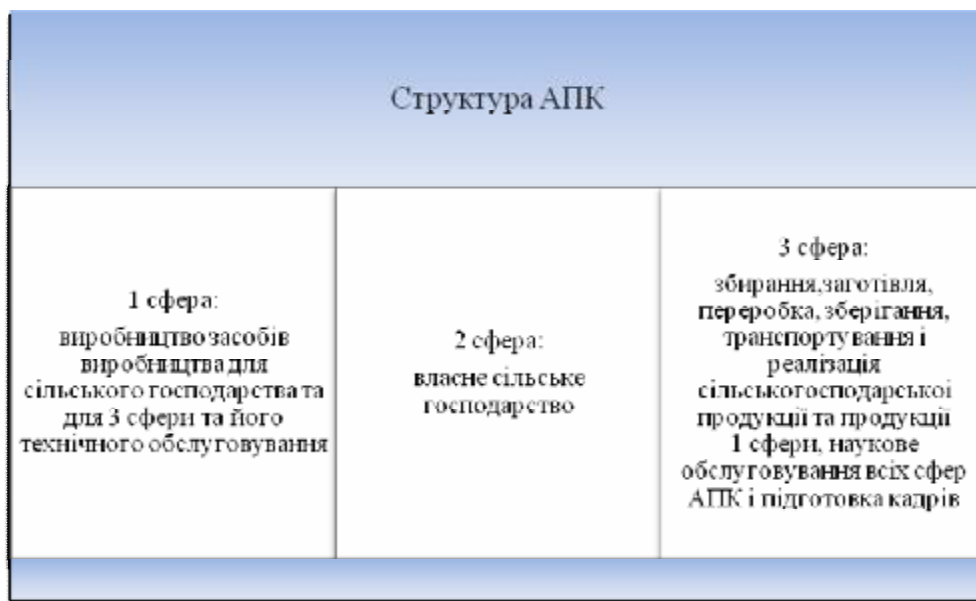 Структура АПК
1 сфера:
виробництво засобів
виробництва для
сільського господарства та
для 3 сфери та його
технічного обслуговування
2 сфера:
власне сільське
господарство
3 сфера:
збирання,заготівля,
переробка, зберігання,
транспортування і
реалізація
сільськогосподарської
продукції та продукції
1 сфери, наукове
обслуговування всіх сфер
АПК і підготовка кадрів